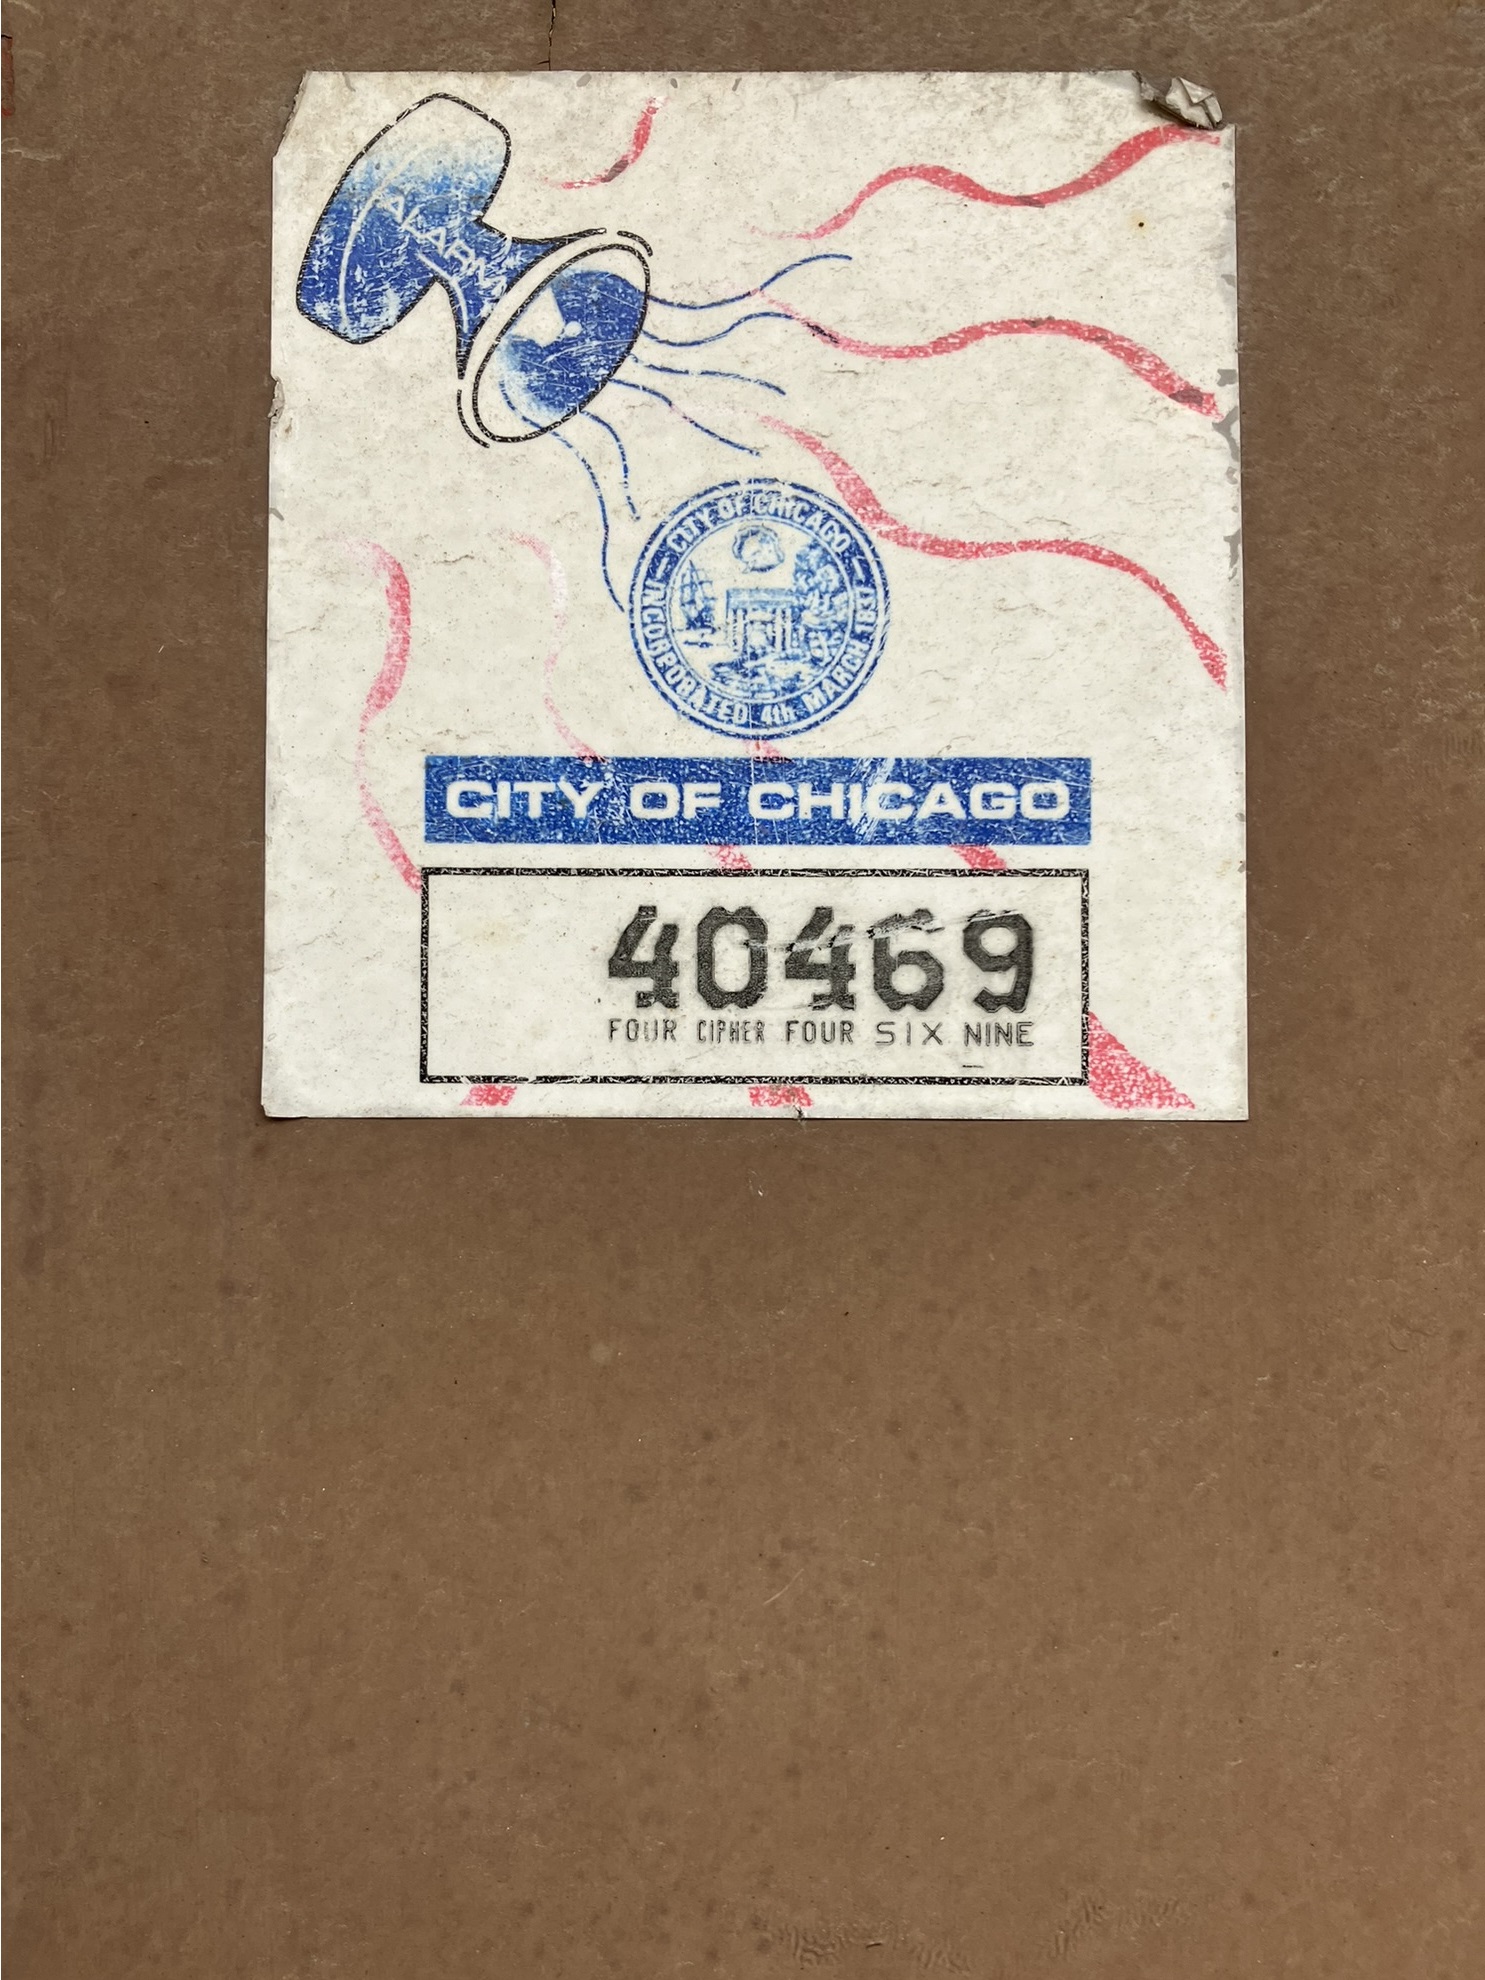 ALARM
CITY OF CHICAGO
INCORPORATED 4th MARCH 1837
CITY OF CHICAGO
40469
FOUR CIPHER FOUR SIX NINE